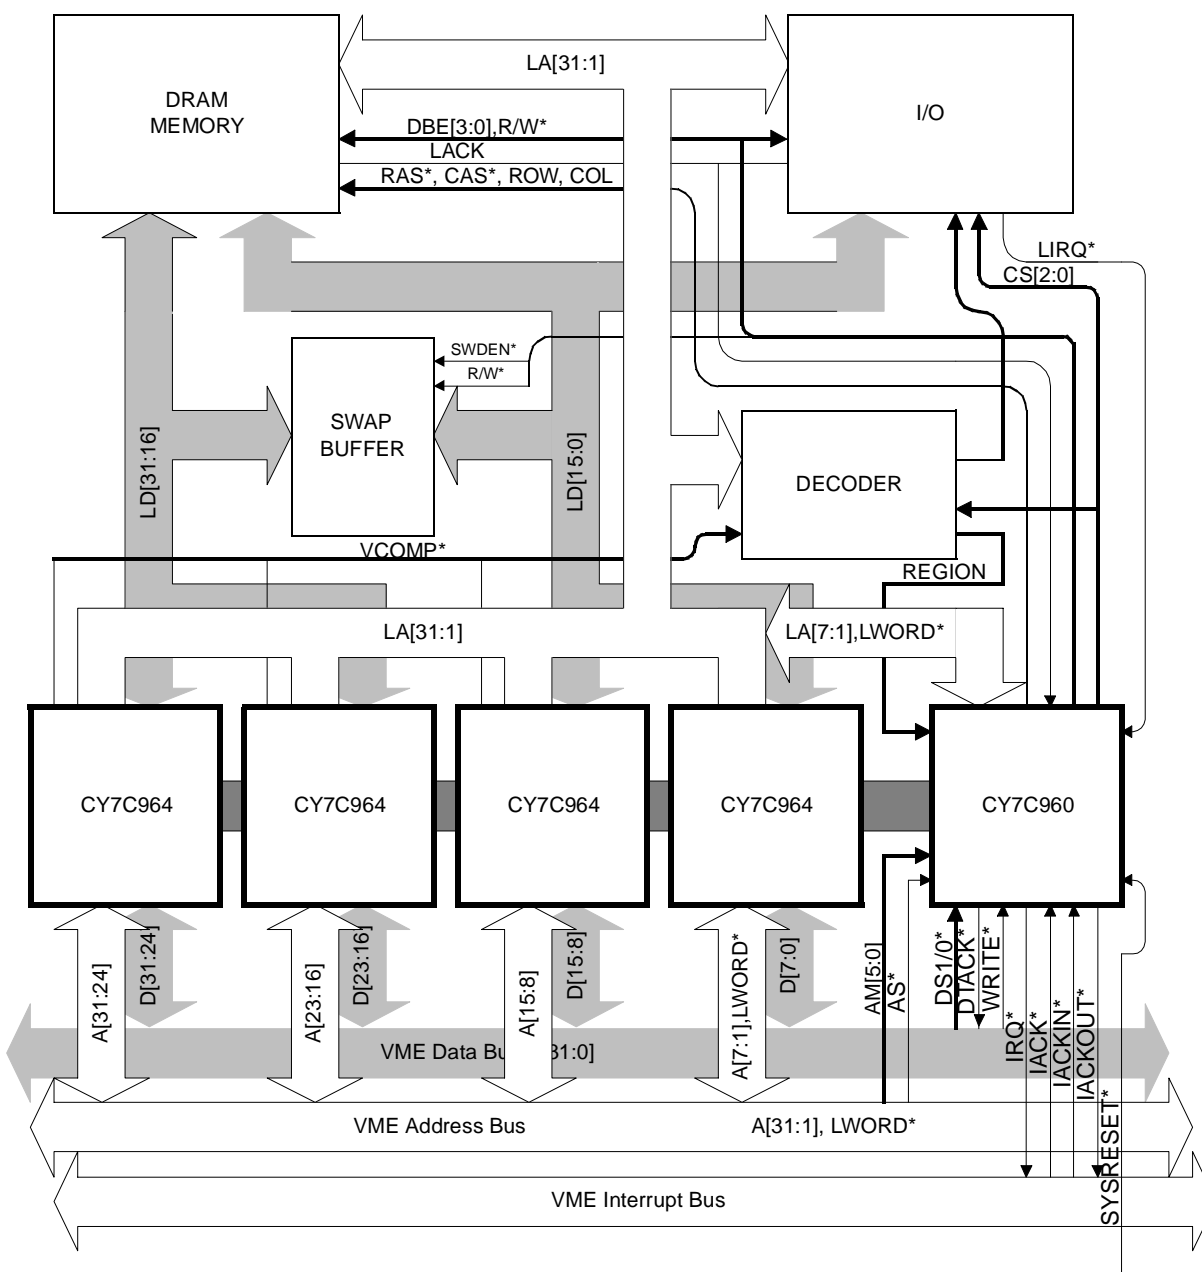 LA[31:1]
DRAM
MEMORY
I/O
DBE[3:0],R/W*
LACK
RAS*, CAS*, ROW, COL
LIRQ*
CS[2:0]
SWDEN*
R/W*
SWAP
BUFFER
LD[31:16]
LD[15:0]
DECODER
VCOMP*
REGION
LA[31:1]
LA[7:1],LWORD*
CY7C964
CY7C964
CY7C964
CY7C964
CY7C960
A[31:24]
D[31:24]
A[23:16]
D[23:16]
A[15:8]
D[15:8]
A[7:1],LWORD*
D[7:0]
AM[5:0]
AS*
DS1/0*
DTACK*
WRITE*
IRQ*
IACK*
IACKIN*
IACKOUT*
SYSRESET*
VME Data Bu 31:0]
VME Address Bus
A[31:1], LWORD*
VME Interrupt Bus